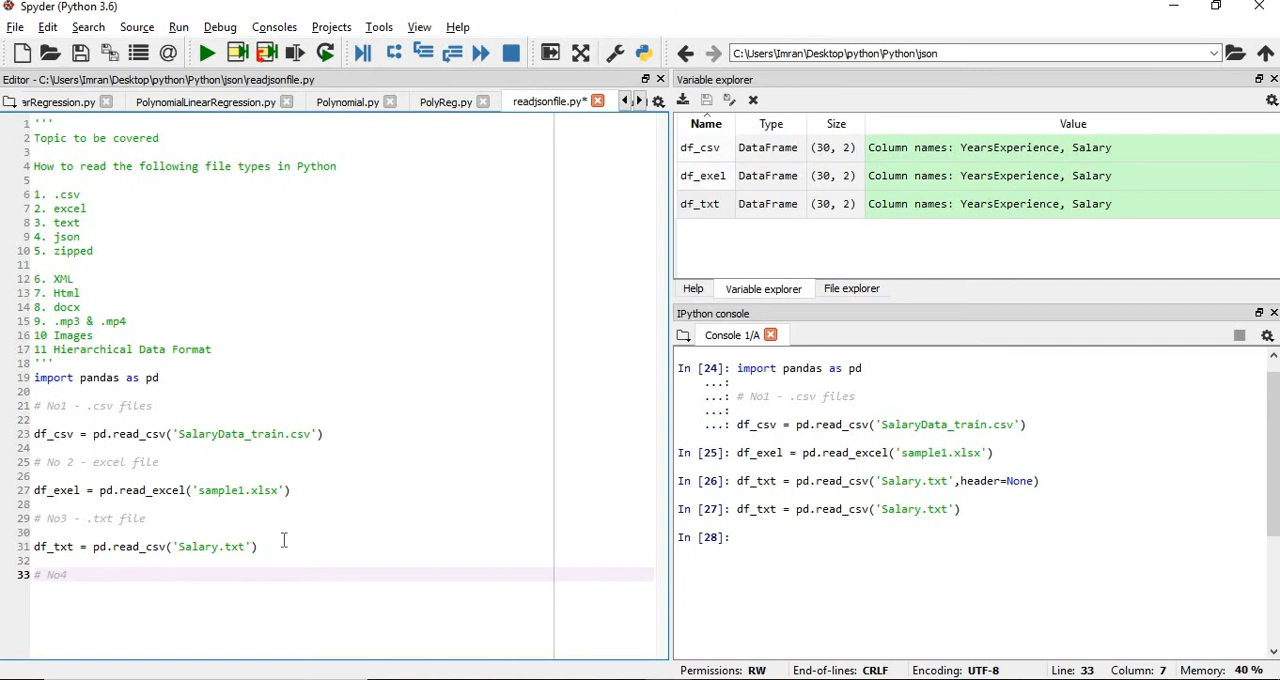 Spyder (Python 3.6)
File Edit Search Source Run Debug Consoles Projects Tools View Help
C:\Users\Imran\Desktop\python\Python\json
Editor - C:\Users\Imran\Desktop\python\Python\json\readjsonfile.py
arRegression.py PolynomialLinearRegression.py Polynomial.py PolyReg.py readjsonfile.py*
1 '''
2 Topic to be covered
3
4 How to read the following file types in Python
5
6 1. .csv
7 2. excel
8 3. text
9 4. json
10 5. zipped
11
12 6. XML
13 7. Html
14 8. docx
15 9. .mp3 & .mp4
16 10 Images
17 11 Hierarchical Data Format
18 '''
19 import pandas as pd
20
21 # No1 - .csv files
22
23 df_csv = pd.read_csv('SalaryData_train.csv')
24
25 # No 2 - excel file
26
27 df_exel = pd.read_excel('sample1.xlsx')
28
29 # No3 - .txt file
30
31 df_txt = pd.read_csv('Salary.txt')
32
33 # No4
Variable explorer
Name Type Size Value
df_csv DataFrame (30, 2) Column names: YearsExperience, Salary
df_exel DataFrame (30, 2) Column names: YearsExperience, Salary
df_txt DataFrame (30, 2) Column names: YearsExperience, Salary
Help Variable explorer File explorer
IPython console
Console 1/A
In [24]: import pandas as pd
...:
...: # No1 - .csv files
...:
...: df_csv = pd.read_csv('SalaryData_train.csv')
In [25]: df_exel = pd.read_excel('sample1.xlsx')
In [26]: df_txt = pd.read_csv('Salary.txt',header=None)
In [27]: df_txt = pd.read_csv('Salary.txt')
In [28]:
Permissions: RW End-of-lines: CRLF Encoding: UTF-8 Line: 33 Column: 7 Memory: 40 %